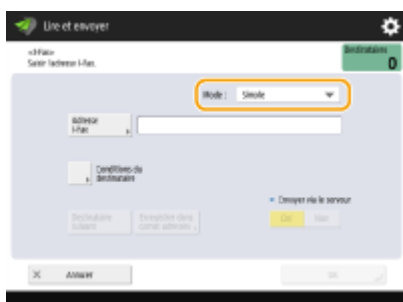 Lire et envoyer
<I-Fax>
Saisir l'adresse I-Fax.
Destinataires
0
Mode : Simple
Adresse
I-Fax
Conditions du
destinataire
Envoyer via le serveur
Destinataire
suivant
Enregistrer dans
carnet adresses
Oui
Non
Annuler
OK